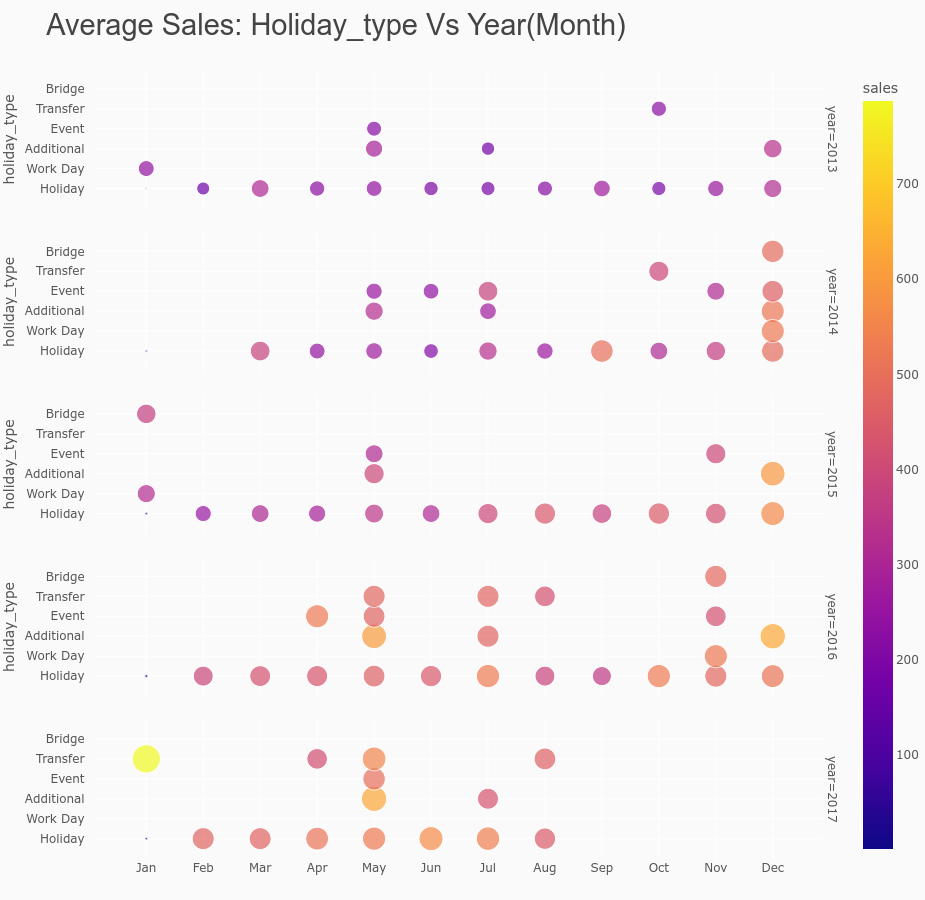 Average Sales: Holiday_type Vs Year(Month)
sales
holiday_type
Bridge
Transfer
Event
Additional
Work Day
Holiday
year=2013
holiday_type
Bridge
Transfer
Event
Additional
Work Day
Holiday
year=2014
holiday_type
Bridge
Transfer
Event
Additional
Work Day
Holiday
year=2015
holiday_type
Bridge
Transfer
Event
Additional
Work Day
Holiday
year=2016
Bridge
Transfer
Event
Additional
Work Day
Holiday
year=2017
Jan Feb Mar Apr May Jun Jul Aug Sep Oct Nov Dec
700
600
500
400
300
200
100